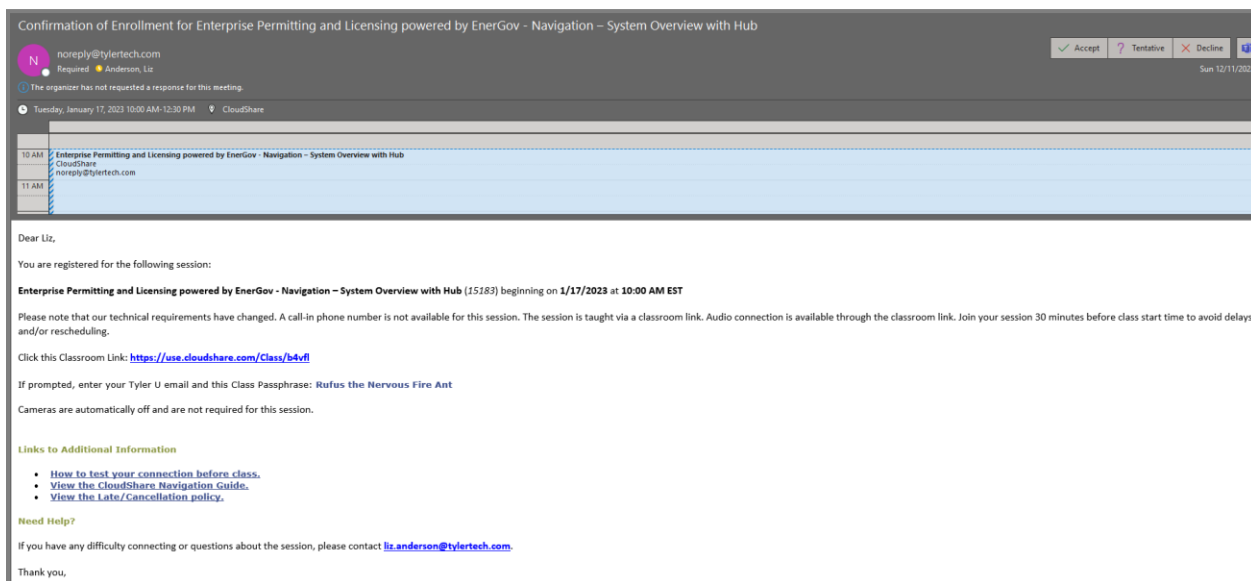 Confirmation of Enrollment for Enterprise Permitting and Licensing powered by EnerGov - Navigation – System Overview with Hub
N
noreply@tylertech.com
Required Anderson, Liz
Accept
Tentative
Decline
Sun 12/11/202
The organizer has not requested a response for this meeting.
Tuesday, January 17, 2023 10:00 AM-12:30 PM CloudShare
10 AM
Enterprise Permitting and Licensing powered by EnerGov - Navigation – System Overview with Hub
CloudShare
noreply@tylertech.com
11 AM
Dear Liz,
You are registered for the following session:
Enterprise Permitting and Licensing powered by EnerGov - Navigation – System Overview with Hub (15183) beginning on 1/17/2023 at 10:00 AM EST
Please note that our technical requirements have changed. A call-in phone number is not available for this session. The session is taught via a classroom link. Audio connection is available through the classroom link. Join your session 30 minutes before class start time to avoid delays
and/or rescheduling.
Click this Classroom Link: https://use.cloudshare.com/Class/b4vfl
If prompted, enter your Tyler U email and this Class Passphrase: Rufus the Nervous Fire Ant
Cameras are automatically off and are not required for this session.
Links to Additional Information
• How to test your connection before class.
• View the CloudShare Navigation Guide.
• View the Late/Cancellation policy.
Need Help?
If you have any difficulty connecting or questions about the session, please contact liz.anderson@tylertech.com.
Thank you,